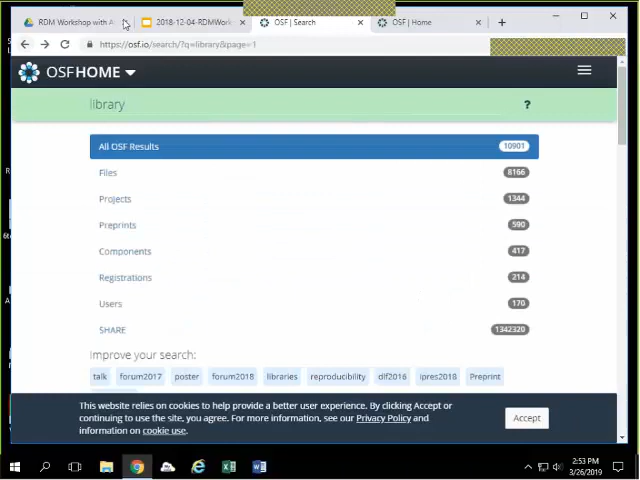 RDM Workshop with A
2018-12-04-RDMWork
OSF | Search
OSF | Home
https://osf.io/search/?q=library&page=1
OSFHOME
library
?
All OSF Results 10901
Files 8166
Projects 1344
Preprints 590
Components 417
Registrations 214
Users 170
SHARE 1342320
Improve your search:
talk forum2017 poster forum2018 libraries reproducibility dlf2016 ipres2018 Preprint
This website relies on cookies to help provide a better user experience. By clicking Accept or
continuing to use the site, you agree. For more information, see our Privacy Policy and
information on cookie use.
Accept
2:53 PM
3/26/2019